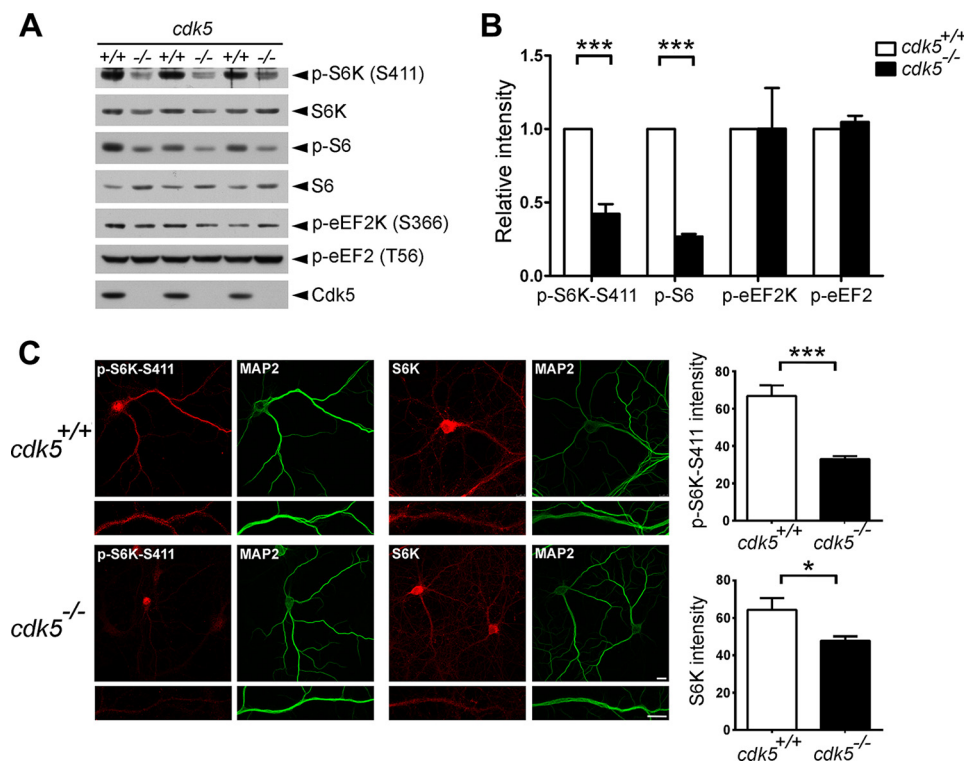 A
cdk5
+/+ -/- +/+ -/- +/+ -/-
p-S6K (S411)
S6K
p-S6
S6
p-eEF2K (S366)
p-eEF2 (T56)
Cdk5
B
cdk5+/+
cdk5-/-
*** ***
Relative intensity
1.5
1.0
0.5
0.0
p-S6K-S411 p-S6 p-eEF2K p-eEF2
C
p-S6K-S411 MAP2 S6K MAP2
cdk5+/+
p-S6K-S411 MAP2 S6K MAP2
cdk5-/-
***
p-S6K-S411 intensity
80
60
40
20
0
cdk5+/+ cdk5-/-
*
S6K intensity
80
60
40
20
0
cdk5+/+ cdk5-/-